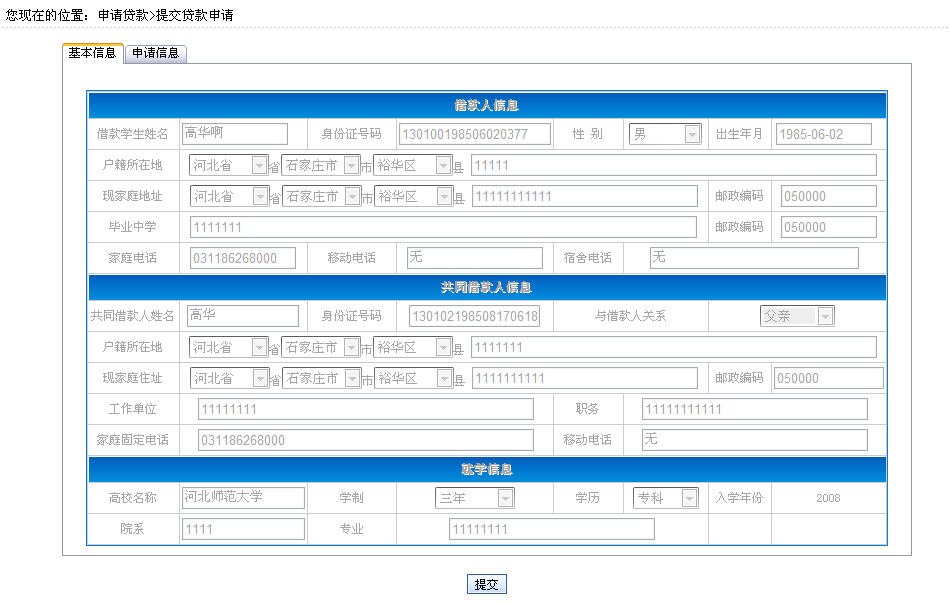 您现在的位置：申请贷款>提交贷款申请
基本信息 申请信息
借款人信息
借款学生姓名 高华啊 身份证号码 130100198506020377 性 别 男 出生年月 1985-06-02
户籍所在地 河北省 省 石家庄市 市 裕华区 县 11111
现家庭地址 河北省 省 石家庄市 市 裕华区 县 11111111111 邮政编码 050000
毕业中学 1111111 邮政编码 050000
家庭电话 031186268000 移动电话 无 宿舍电话 无
共同借款人信息
共同借款人姓名 高华 身份证号码 130102198508170618 与借款人关系 父亲
户籍所在地 河北省 省 石家庄市 市 裕华区 县 1111111
现家庭住址 河北省 省 石家庄市 市 裕华区 县 1111111111 邮政编码 050000
工作单位 11111111 职务 11111111111
家庭固定电话 031186268000 移动电话 无
就学信息
高校名称 河北师范大学 学制 三年 学历 专科 入学年份 2008
院系 1111 专业 11111111
提交